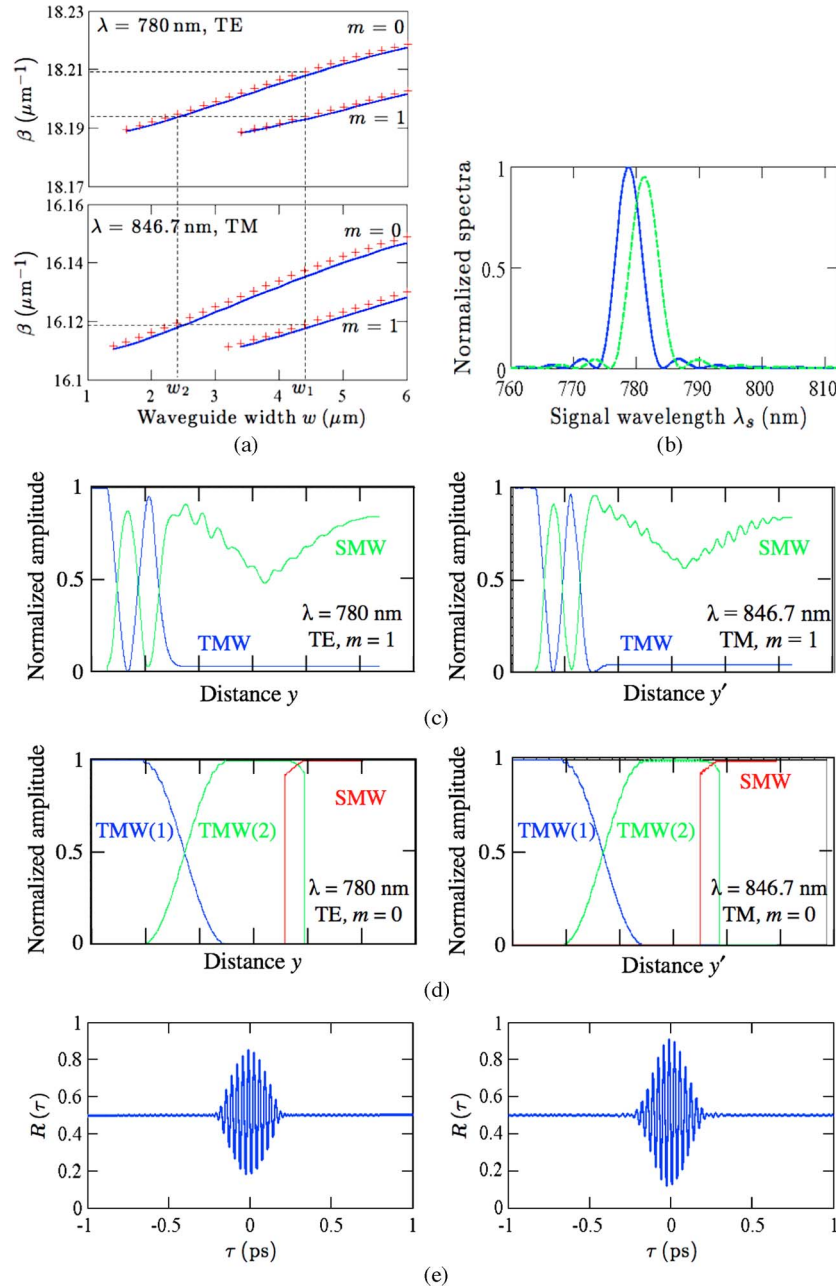 λ = 780 nm, TE
m = 0
m = 1
18.23
18.21
18.19
18.17
β (μm⁻¹)
λ = 846.7 nm, TM
m = 0
m = 1
16.16
16.14
16.12
16.1
β (μm⁻¹)
w₂ w₁
1 2 3 4 5 6
Waveguide width w (μm)
(a)
1
0.5
0
Normalized spectra
760 770 780 790 800 810
Signal wavelength λₛ (nm)
(b)
1
0.5
0
Normalized amplitude
SMW
λ = 780 nm
TE, m = 1
TMW
Distance y
1
0.5
0
Normalized amplitude
SMW
λ = 846.7 nm
TM, m = 1
TMW
Distance y′
(c)
1
0.5
0
Normalized amplitude
TMW(1) TMW(2) SMW
λ = 780 nm
TE, m = 0
Distance y
1
0.5
0
Normalized amplitude
TMW(1) TMW(2) SMW
λ = 846.7 nm
TM, m = 0
Distance y′
(d)
1
0.8
0.6
0.4
0.2
0
R(τ)
-1 -0.5 0 0.5 1
τ (ps)
1
0.8
0.6
0.4
0.2
0
R(τ)
-1 -0.5 0 0.5 1
τ (ps)
(e)